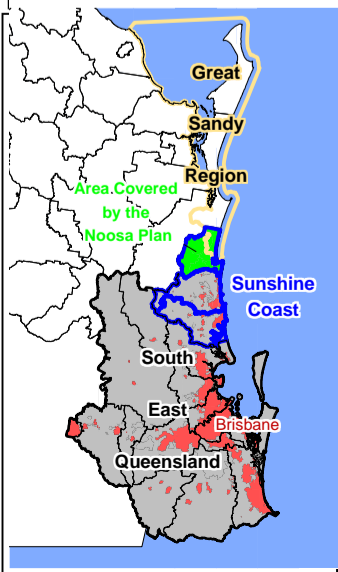 Great
Sandy
Region
Area Covered
by the
Noosa Plan
Sunshine
Coast
South
East
Brisbane
Queensland